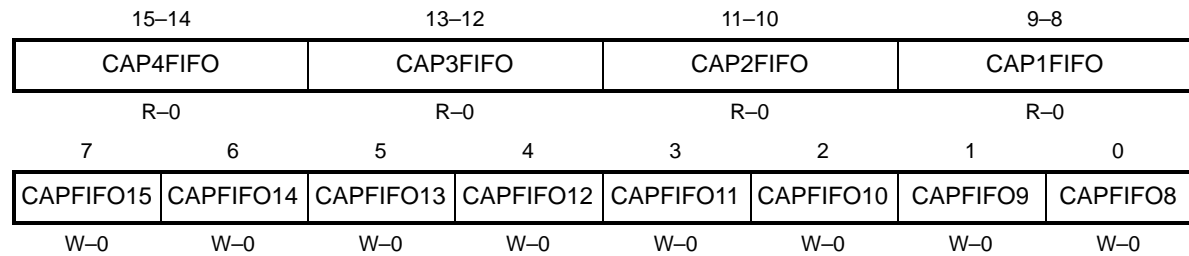 15–14 13–12 11–10 9–8
CAP4FIFO CAP3FIFO CAP2FIFO CAP1FIFO
R–0 R–0 R–0 R–0
7 6 5 4 3 2 1 0
CAPFIFO15 CAPFIFO14 CAPFIFO13 CAPFIFO12 CAPFIFO11 CAPFIFO10 CAPFIFO9 CAPFIFO8
W–0 W–0 W–0 W–0 W–0 W–0 W–0 W–0